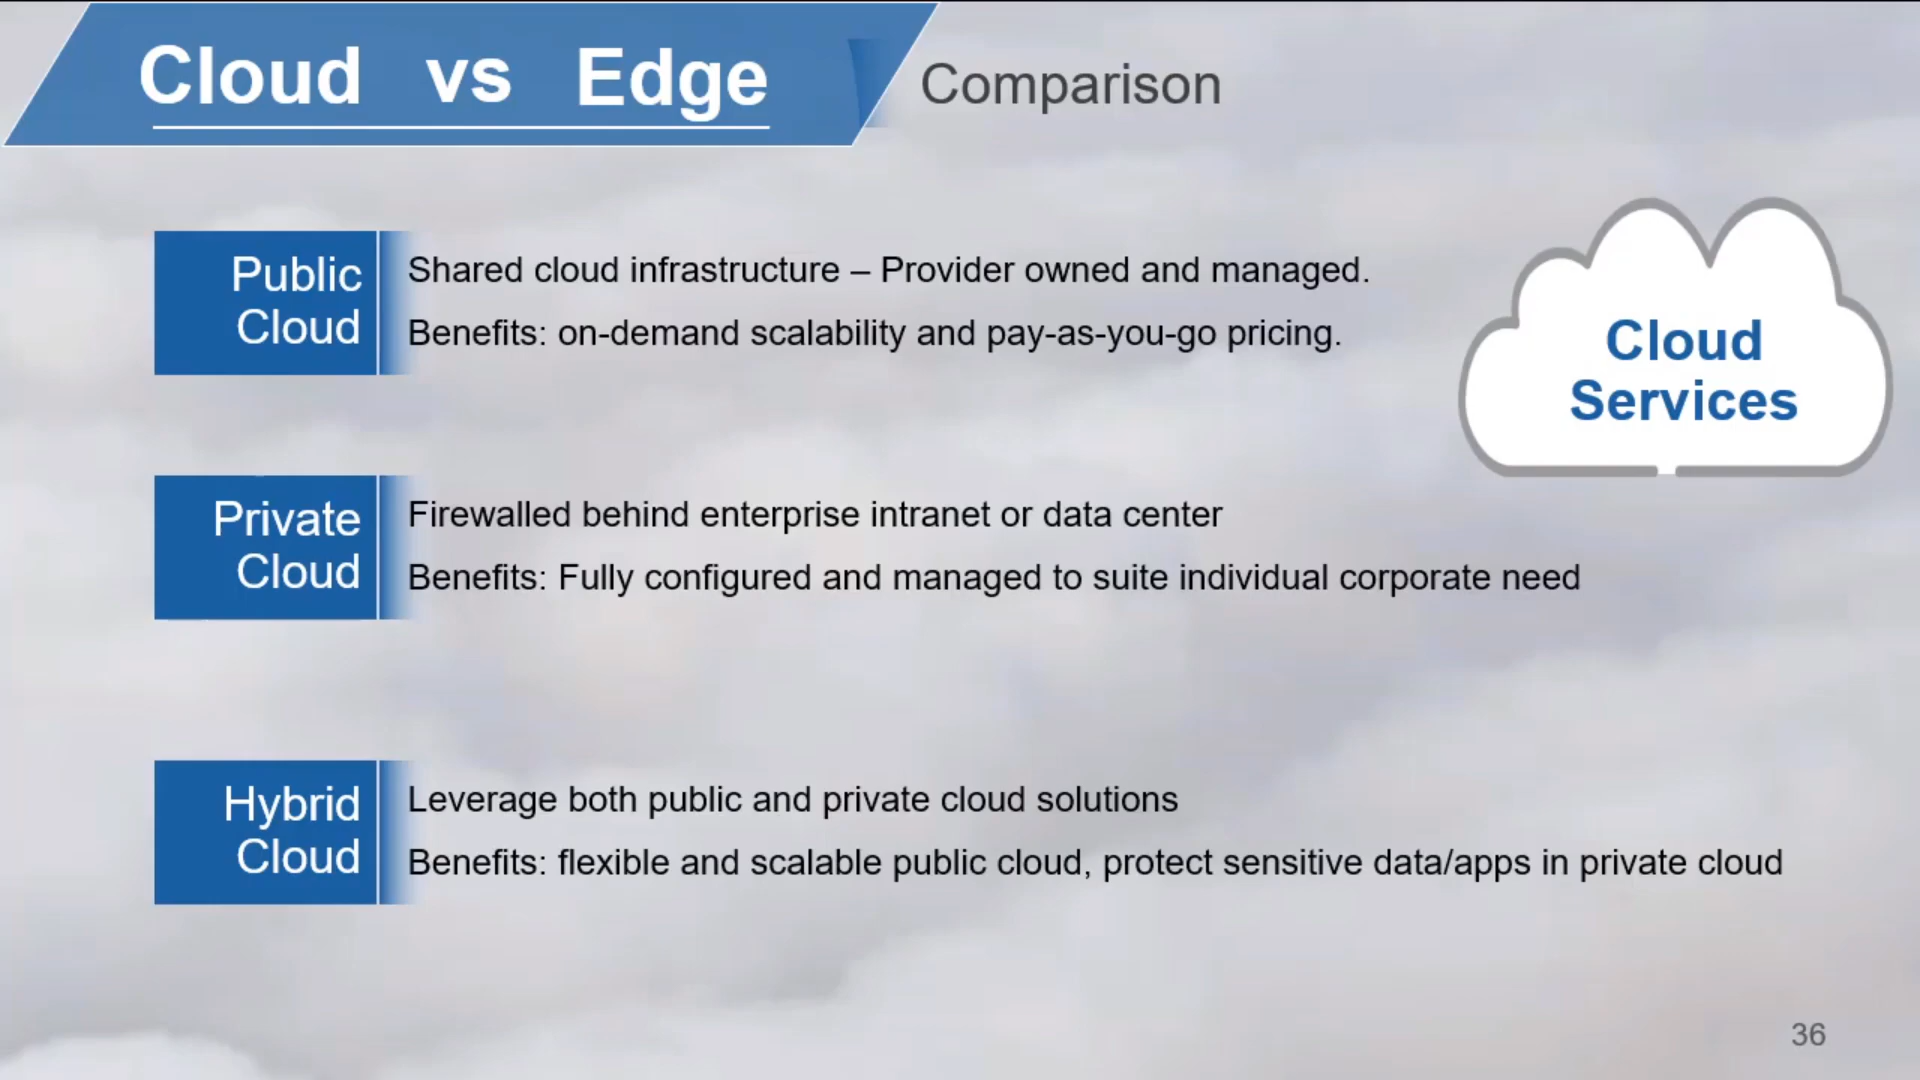 Cloud vs Edge
Comparison
Public
Cloud
Shared cloud infrastructure – Provider owned and managed.
Benefits: on-demand scalability and pay-as-you-go pricing.
Cloud
Services
Private
Cloud
Firewalled behind enterprise intranet or data center
Benefits: Fully configured and managed to suite individual corporate need
Hybrid
Cloud
Leverage both public and private cloud solutions
Benefits: flexible and scalable public cloud, protect sensitive data/apps in private cloud
36